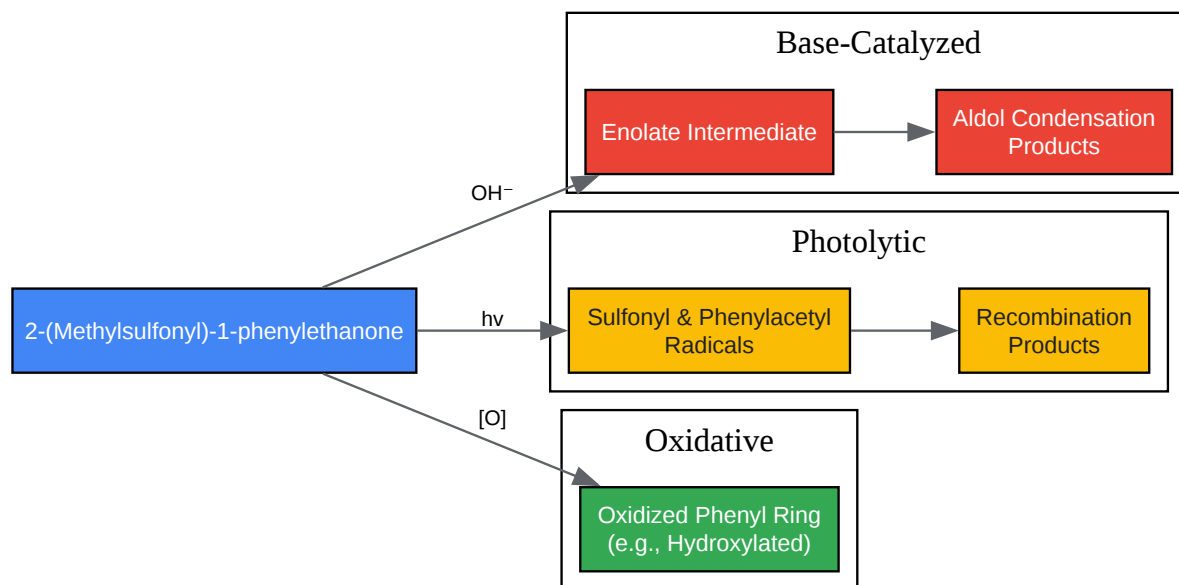 Base-Catalyzed
Enolate Intermediate
Aldol Condensation
Products
OH⁻
Photolytic
2-(Methylsulfonyl)-1-phenylethanone
hv
Sulfonyl & Phenylacetyl
Radicals
Recombination
Products
[O]
Oxidative
Oxidized Phenyl Ring
(e.g., Hydroxylated)